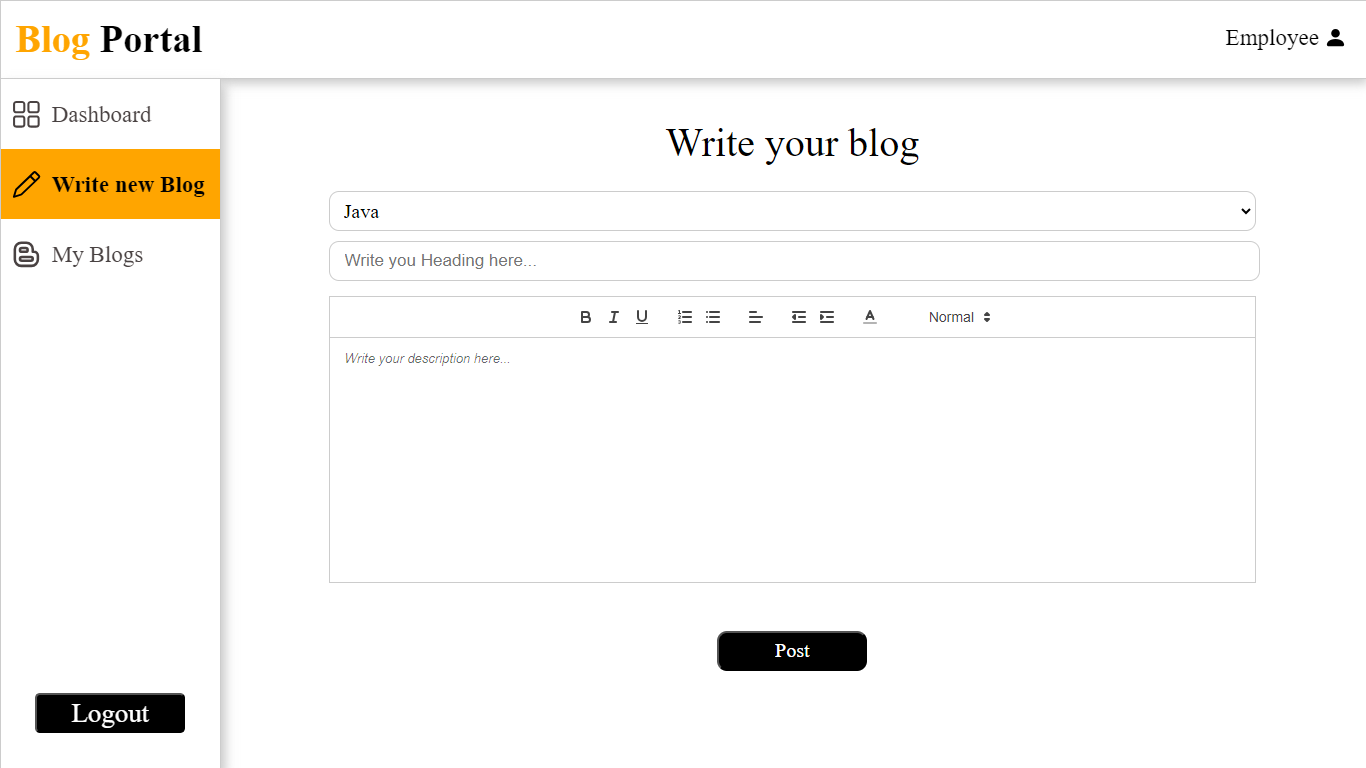 Blog Portal
Employee
Dashboard
Write new Blog
My Blogs
Logout
Write your blog
Java
Write you Heading here...
B I U A Normal
Write your description here...
Post